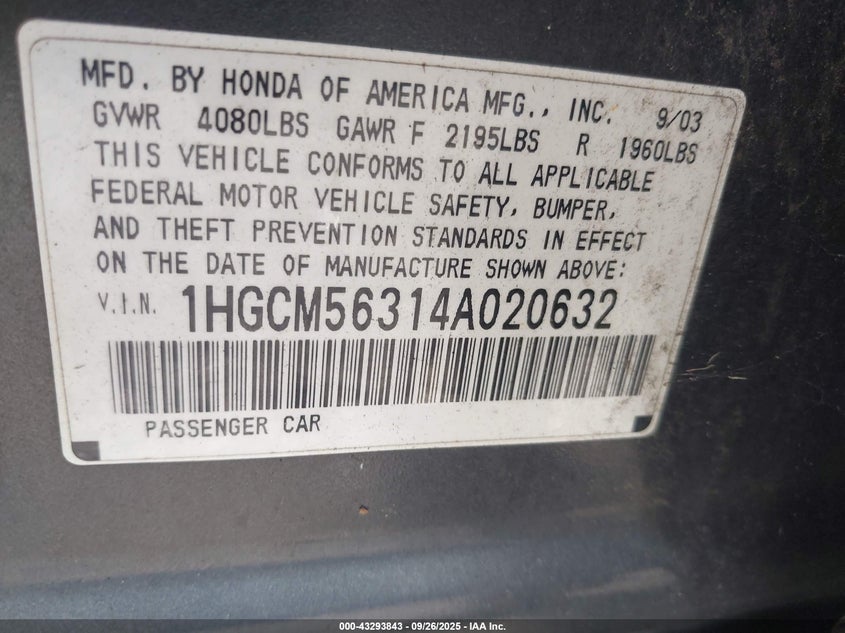 MFD. BY HONDA OF AMERICA MFG., INC. 9/03
GVWR 4080LBS GAWR F 2195LBS R 1960LBS
THIS VEHICLE CONFORMS TO ALL APPLICABLE
FEDERAL MOTOR VEHICLE SAFETY, BUMPER,
AND THEFT PREVENTION STANDARDS IN EFFECT
ON THE DATE OF MANUFACTURE SHOWN ABOVE:
V.I.N. 1HGCM56314A020632
PASSENGER CAR
000-43293843 - 09/26/2025 - IAA Inc.